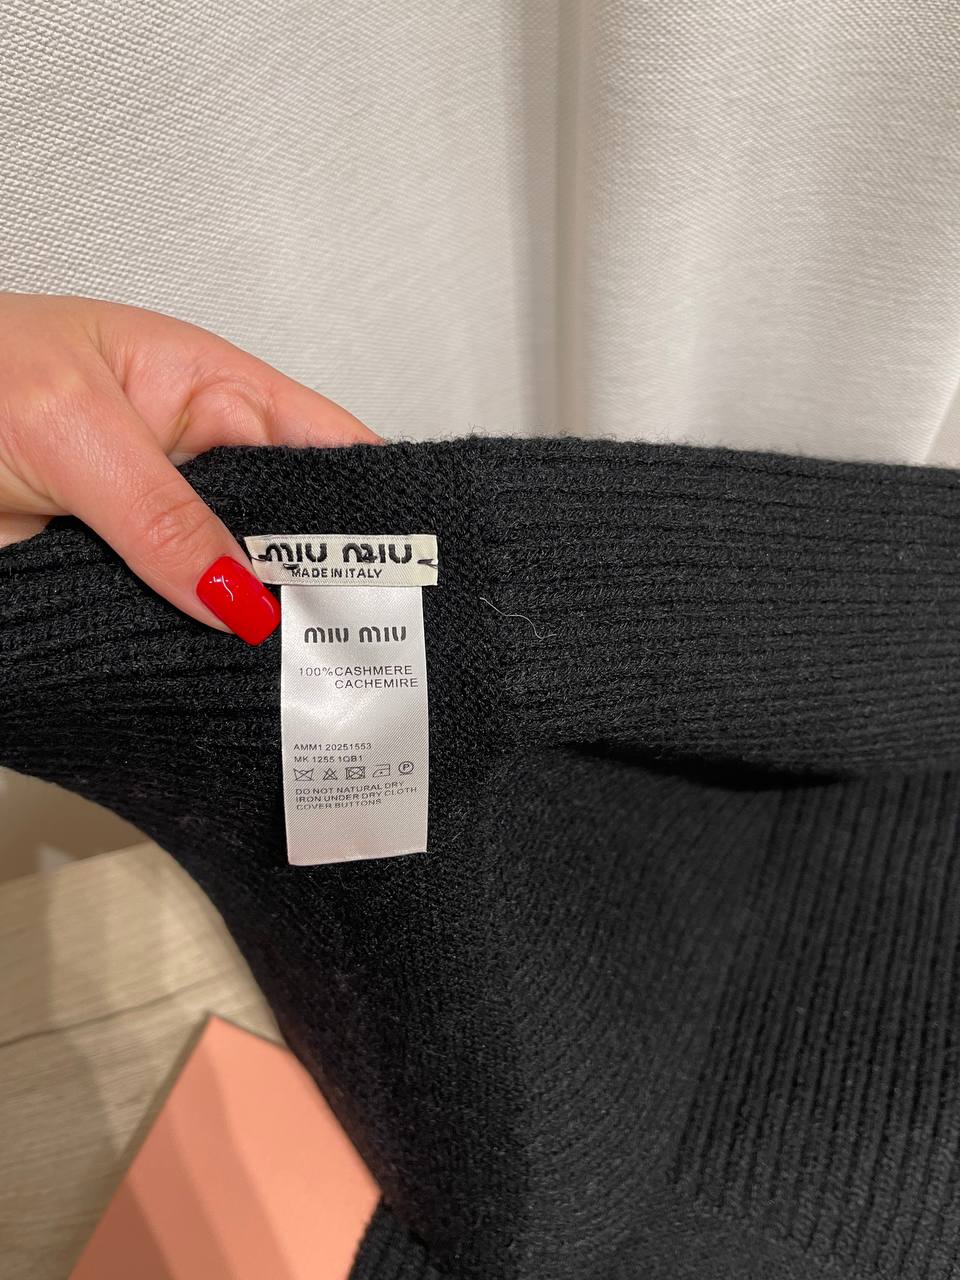 miu miu
MADE IN ITALY
miu miu
100%CASHMERE
CACHEMIRE
AMM1 20251553
MK 1255 1QB1
P
DO NOT NATURAL DRY
IRON UNDER DRY CLOTH
COVER BUTTONS